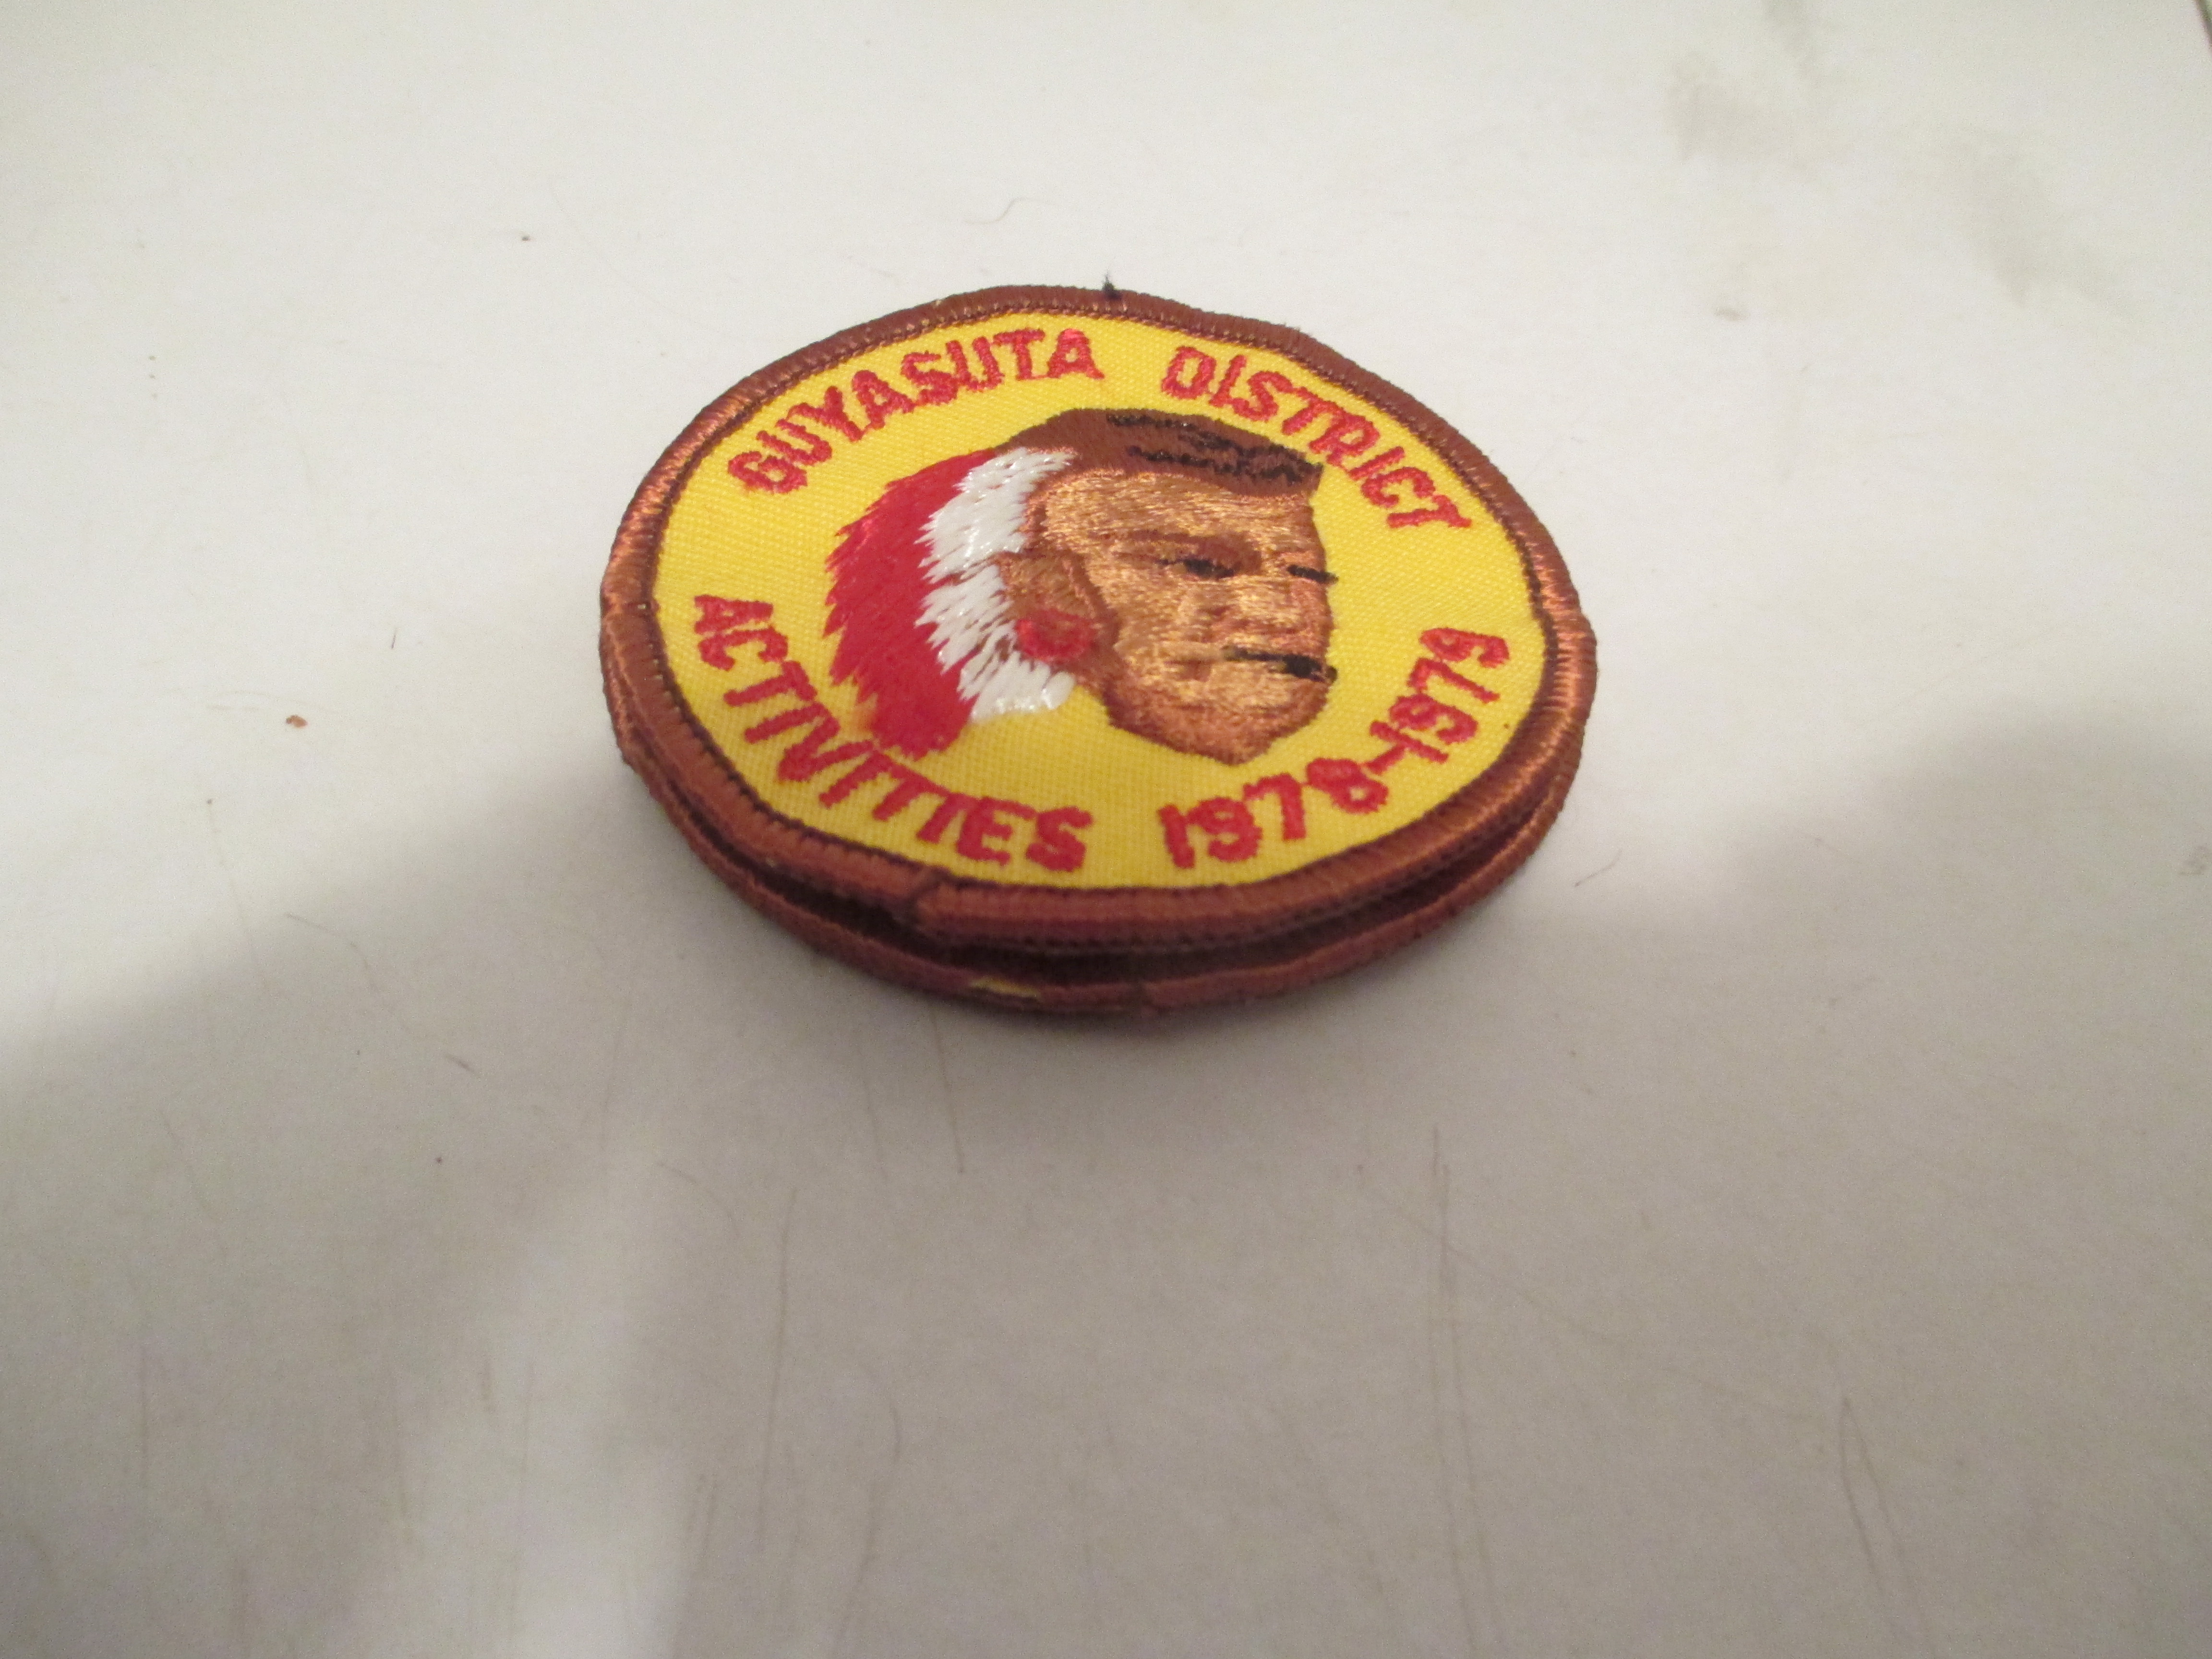 GUYASUTA DISTRICT
ACTIVITIES 1978-1979